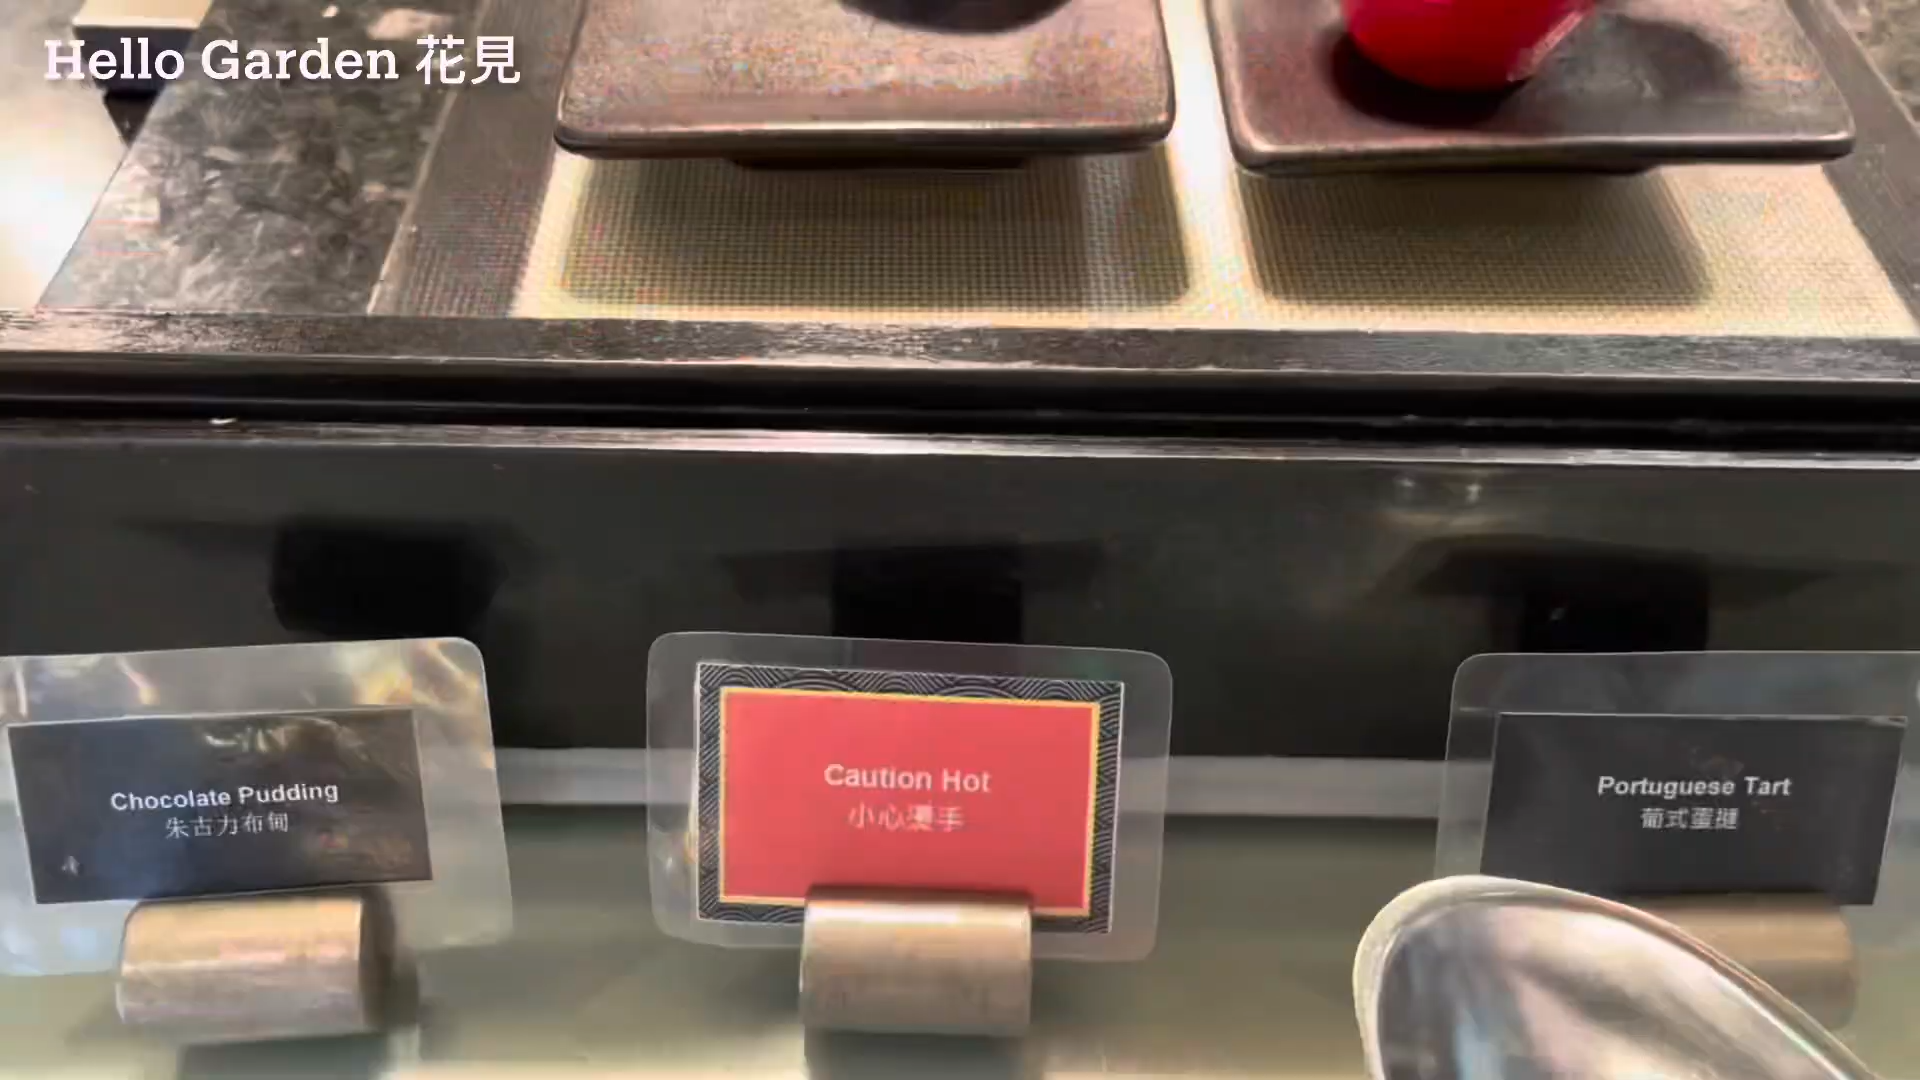 Hello Garden 花見
Chocolate Pudding
朱古力布甸
Caution Hot
小心燙手
Portuguese Tart
葡式蛋撻